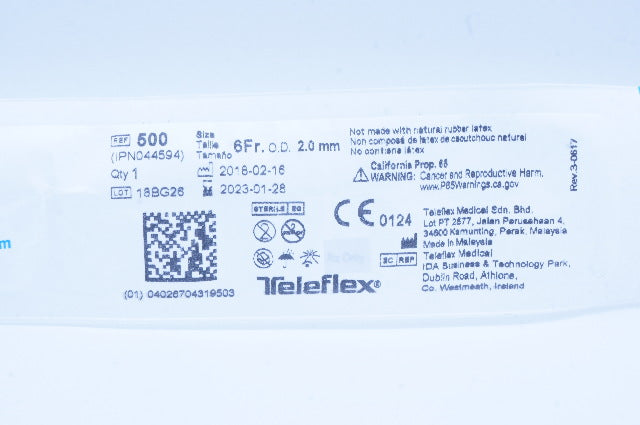 REF 500
(IPN044594)
Qty 1
LOT 18BG26
(01) 04026704319503
Size
Taille
Tamaño
6Fr. O.D. 2.0 mm
2018-02-16
2023-01-28
STERILE EO
Rx Only
Teleflex®
Not made with natural rubber latex
Non composé de latex de caoutchouc naturel
No contiene látex
California Prop. 65
WARNING: Cancer and Reproductive Harm.
www.P65Warnings.ca.gov
CE 0124
Teleflex Medical Sdn. Bhd.
Lot PT 2577, Jalan Perusahaan 4,
34600 Kamunting, Perak, Malaysia
Made in Malaysia
EC REP
Teleflex Medical
IDA Business & Technology Park,
Dublin Road, Athlone,
Co. Westmeath, Ireland
Rev.3-0617
m